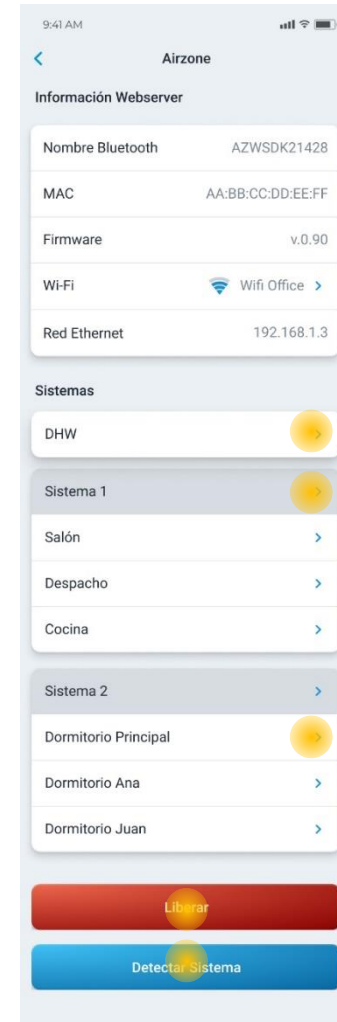 9:41 AM
Airzone
Información Webserver
Nombre Bluetooth AZWSDK21428
MAC AA:BB:CC:DD:EE:FF
Firmware v.0.90
Wi-Fi Wifi Office
Red Ethernet 192.168.1.3
Sistemas
DHW
Sistema 1
Salón
Despacho
Cocina
Sistema 2
Dormitorio Principal
Dormitorio Ana
Dormitorio Juan
Liberar
Detectar Sistema